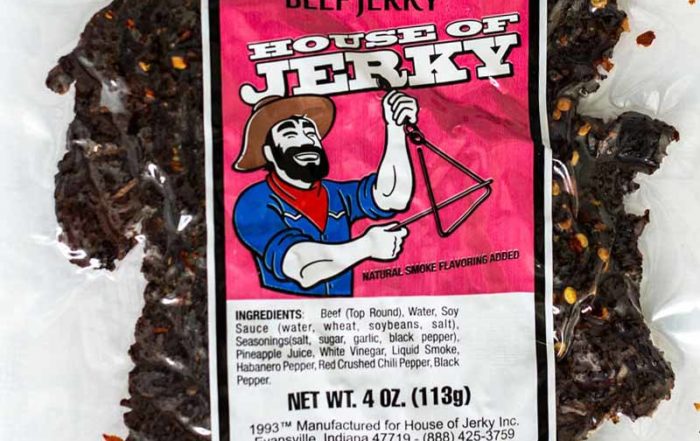 BEEF JERKY
HOUSE OF
JERKY
NATURAL SMOKE FLAVORING ADDED
INGREDIENTS: Beef (Top Round), Water, Soy
Sauce (water, wheat, soybeans, salt),
Seasonings(salt, sugar, garlic, black pepper),
Pineapple Juice, White Vinegar, Liquid Smoke,
Habanero Pepper, Red Crushed Chili Pepper, Black
Pepper.
NET WT. 4 OZ. (113g)
1993™ Manufactured for House of Jerky Inc.
Evansville, Indiana 47719 - (888) 425-3759